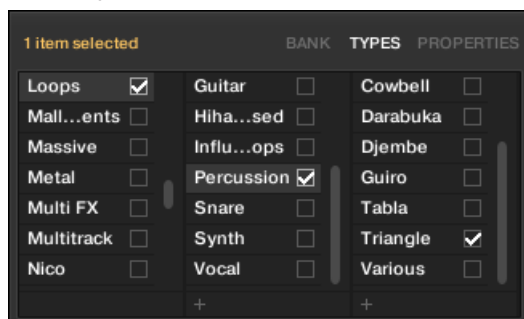 1 item selected BANK TYPES PROPERTIES
Loops Guitar Cowbell
Mall...ents Hiha...sed Darabuka
Massive Influ...ops Djembe
Metal Percussion Guiro
Multi FX Snare Tabla
Multitrack Synth Triangle
Nico Vocal Various
+ +